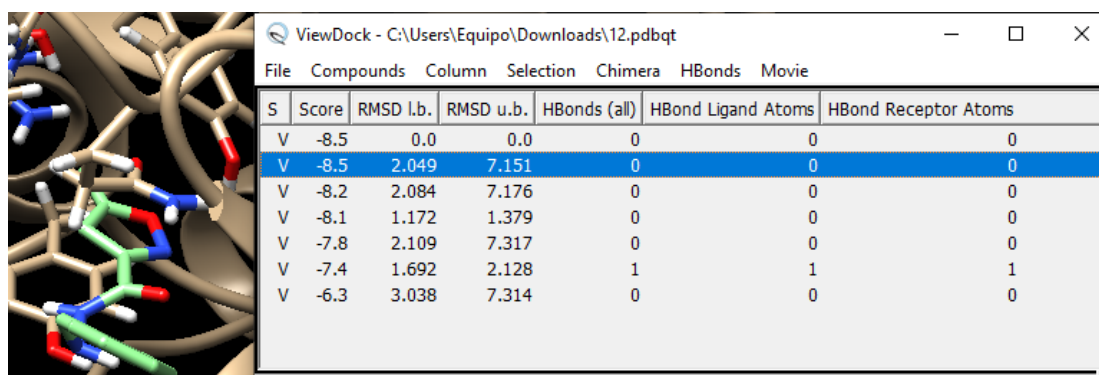 ViewDock - C:\Users\Equipo\Downloads\12.pdbqt
File Compounds Column Selection Chimera HBonds Movie
S Score RMSD l.b. RMSD u.b. HBonds (all) HBond Ligand Atoms HBond Receptor Atoms
V -8.5 0.0 0.0 0 0 0
V -8.5 2.049 7.151 0 0 0
V -8.2 2.084 7.176 0 0 0
V -8.1 1.172 1.379 0 0 0
V -7.8 2.109 7.317 0 0 0
V -7.4 1.692 2.128 1 1 1
V -6.3 3.038 7.314 0 0 0